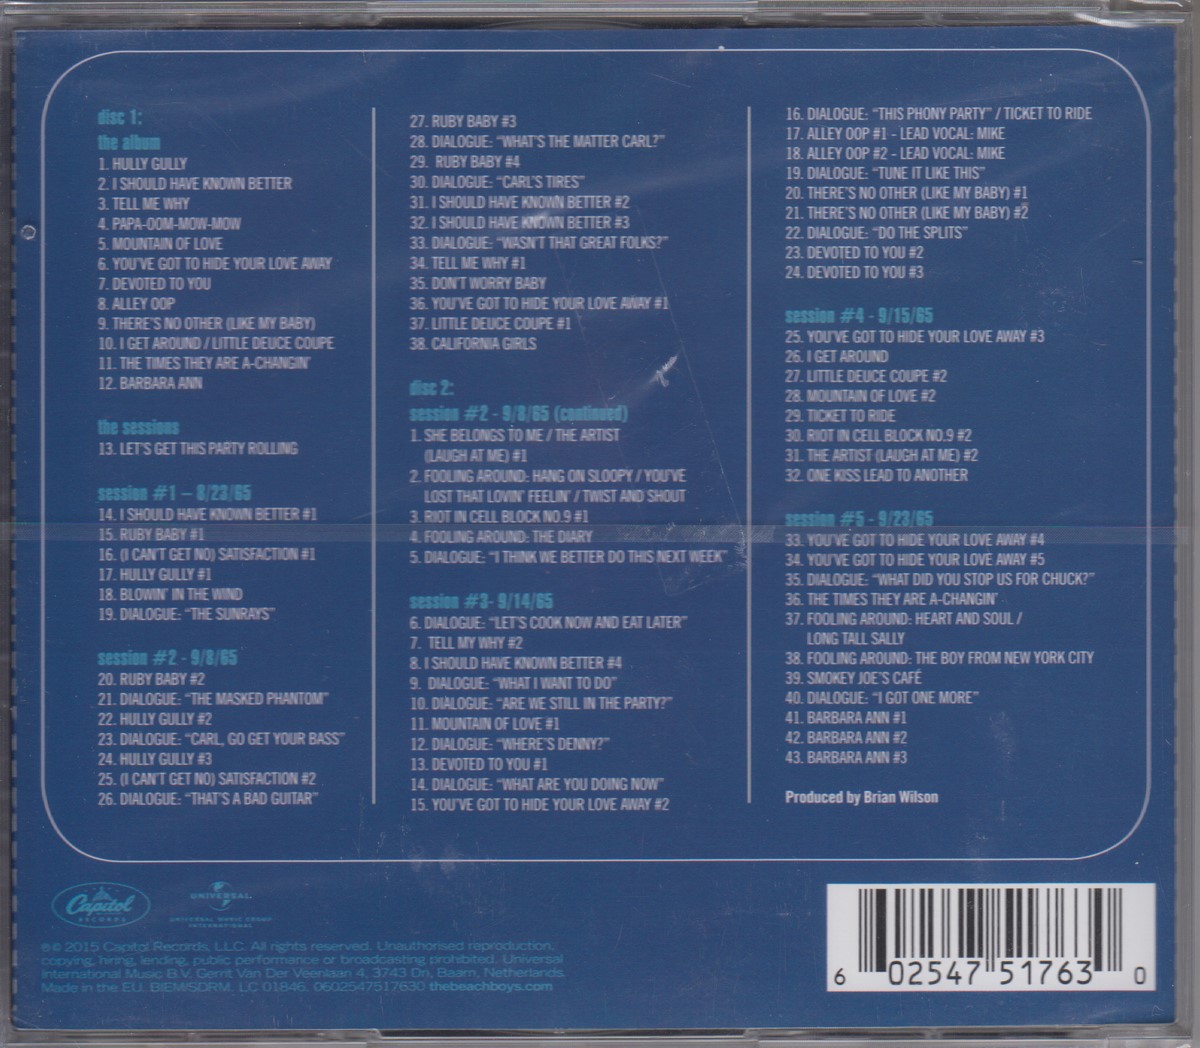 disc 1:
the album
1. HULLY GULLY
2. I SHOULD HAVE KNOWN BETTER
3. TELL ME WHY
4. PAPA-OOM-MOW-MOW
5. MOUNTAIN OF LOVE
6. YOU'VE GOT TO HIDE YOUR LOVE AWAY
7. DEVOTED TO YOU
8. ALLEY OOP
9. THERE'S NO OTHER (LIKE MY BABY)
10. I GET AROUND / LITTLE DEUCE COUPE
11. THE TIMES THEY ARE A-CHANGIN'
12. BARBARA ANN
the sessions
13. LET'S GET THIS PARTY ROLLING
session #1 – 8/23/65
14. I SHOULD HAVE KNOWN BETTER #1
15. RUBY BABY #1
16. (I CAN'T GET NO) SATISFACTION #1
17. HULLY GULLY #1
18. BLOWIN' IN THE WIND
19. DIALOGUE: "THE SUNRAYS"
session #2 - 9/8/65
20. RUBY BABY #2
21. DIALOGUE: "THE MASKED PHANTOM"
22. HULLY GULLY #2
23. DIALOGUE: "CARL, GO GET YOUR BASS"
24. HULLY GULLY #3
25. (I CAN'T GET NO) SATISFACTION #2
26. DIALOGUE: "THAT'S A BAD GUITAR"
27. RUBY BABY #3
28. DIALOGUE: "WHAT'S THE MATTER CARL?"
29. RUBY BABY #4
30. DIALOGUE: "CARL'S TIRES"
31. I SHOULD HAVE KNOWN BETTER #2
32. I SHOULD HAVE KNOWN BETTER #3
33. DIALOGUE: "WASN'T THAT GREAT FOLKS?"
34. TELL ME WHY #1
35. DON'T WORRY BABY
36. YOU'VE GOT TO HIDE YOUR LOVE AWAY #1
37. LITTLE DEUCE COUPE #1
38. CALIFORNIA GIRLS
disc 2:
session #2 - 9/8/65 (continued)
1. SHE BELONGS TO ME / THE ARTIST
(LAUGH AT ME) #1
2. FOOLING AROUND: HANG ON SLOOPY / YOU'VE
LOST THAT LOVIN' FEELIN' / TWIST AND SHOUT
3. RIOT IN CELL BLOCK NO.9 #1
4. FOOLING AROUND: THE DIARY
5. DIALOGUE: "I THINK WE BETTER DO THIS NEXT WEEK"
session #3- 9/14/65
6. DIALOGUE: "LET'S COOK NOW AND EAT LATER"
7. TELL MY WHY #2
8. I SHOULD HAVE KNOWN BETTER #4
9. DIALOGUE: "WHAT I WANT TO DO"
10. DIALOGUE: "ARE WE STILL IN THE PARTY?"
11. MOUNTAIN OF LOVE #1
12. DIALOGUE: "WHERE'S DENNY?"
13. DEVOTED TO YOU #1
14. DIALOGUE: "WHAT ARE YOU DOING NOW"
15. YOU'VE GOT TO HIDE YOUR LOVE AWAY #2
16. DIALOGUE: "THIS PHONY PARTY" / TICKET TO RIDE
17. ALLEY OOP #1 - LEAD VOCAL: MIKE
18. ALLEY OOP #2 - LEAD VOCAL: MIKE
19. DIALOGUE: "TUNE IT LIKE THIS"
20. THERE'S NO OTHER (LIKE MY BABY) #1
21. THERE'S NO OTHER (LIKE MY BABY) #2
22. DIALOGUE: "DO THE SPLITS"
23. DEVOTED TO YOU #2
24. DEVOTED TO YOU #3
session #4 - 9/15/65
25. YOU'VE GOT TO HIDE YOUR LOVE AWAY #3
26. I GET AROUND
27. LITTLE DEUCE COUPE #2
28. MOUNTAIN OF LOVE #2
29. TICKET TO RIDE
30. RIOT IN CELL BLOCK NO.9 #2
31. THE ARTIST (LAUGH AT ME) #2
32. ONE KISS LEAD TO ANOTHER
session #5 - 9/23/65
33. YOU'VE GOT TO HIDE YOUR LOVE AWAY #4
34. YOU'VE GOT TO HIDE YOUR LOVE AWAY #5
35. DIALOGUE: "WHAT DID YOU STOP US FOR CHUCK?"
36. THE TIMES THEY ARE A-CHANGIN'
37. FOOLING AROUND: HEART AND SOUL /
LONG TALL SALLY
38. FOOLING AROUND: THE BOY FROM NEW YORK CITY
39. SMOKEY JOE'S CAFÉ
40. DIALOGUE: "I GOT ONE MORE"
41. BARBARA ANN #1
42. BARBARA ANN #2
43. BARBARA ANN #3
Produced by Brian Wilson
Capitol
RECORDS
UNIVERSAL
UNIVERSAL MUSIC GROUP
INTERNATIONAL
℗© 2015 Capitol Records, LLC. All rights reserved. Unauthorised reproduction,
copying, hiring, lending, public performance or broadcasting prohibited. Universal
International Music B.V. Gerrit Van Der Veenlaan 4, 3743 Dn, Baarn, Netherlands.
Made in the EU. BIEM/SDRM. LC 01846. 0602547517630 thebeachboys.com
6 02547 51763 0